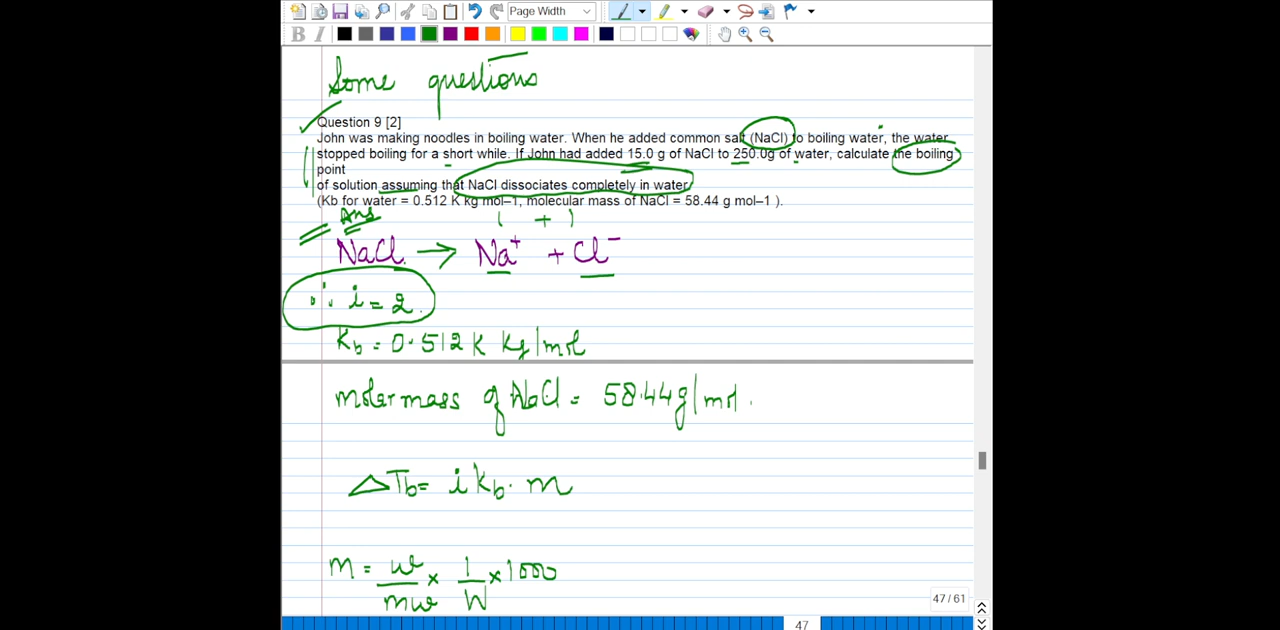 Page Width
B I
Some questions
Question 9 [2]
John was making noodles in boiling water. When he added common salt (NaCl) to boiling water, the water
stopped boiling for a short while. If John had added 15.0 g of NaCl to 250.0g of water, calculate the boiling
point
of solution assuming that NaCl dissociates completely in water
(Kb for water = 0.512 K kg mol–1, molecular mass of NaCl = 58.44 g mol–1 ).
Ans
1 + 1
NaCl → Na⁺ + Cl⁻
∴ i = 2.
Kb = 0.512 K Kg/mol
molar mass of NaCl = 58.44 g/mol.
△Tb = i Kb. m
m = w/mw × 1/W × 1000
47 / 61
47